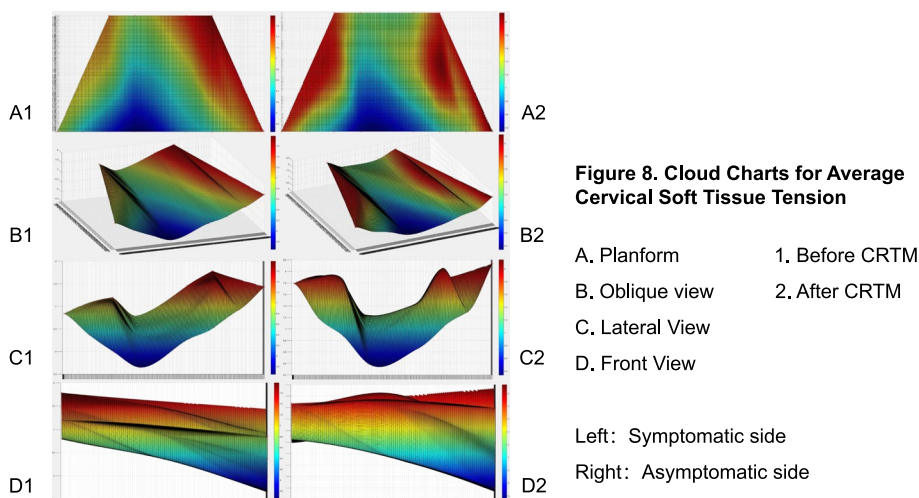 A1
A2
B1
B2
C1
C2
D1
D2
Figure 8. Cloud Charts for Average
Cervical Soft Tissue Tension
A. Planform 1. Before CRTM
B. Oblique view 2. After CRTM
C. Lateral View
D. Front View
Left: Symptomatic side
Right: Asymptomatic side